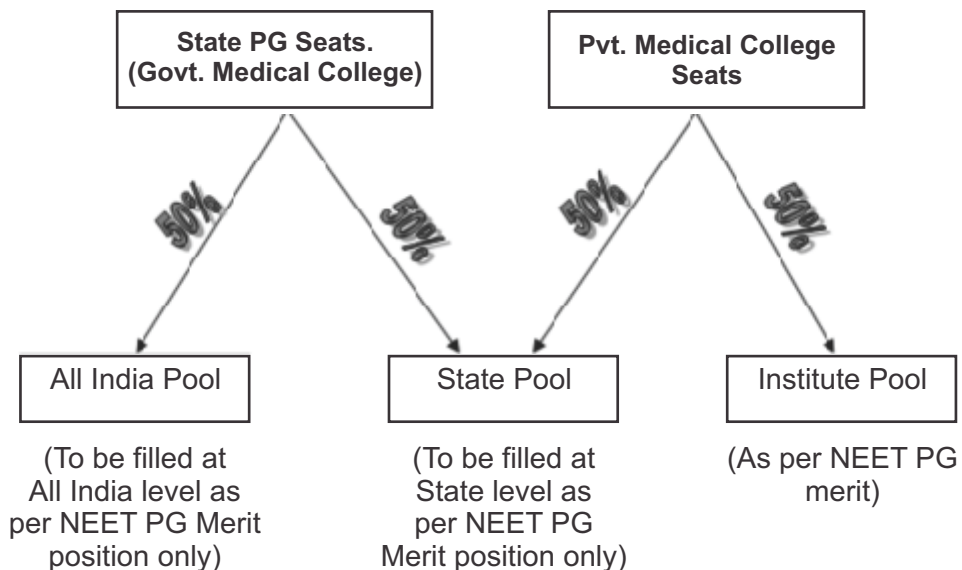 State PG Seats.
(Govt. Medical College)
Pvt. Medical College
Seats
50%
50%
50%
50%
All India Pool
State Pool
Institute Pool
(To be filled at
All India level as
per NEET PG Merit
position only)
(To be filled at
State level as
per NEET PG
Merit position only)
(As per NEET PG
merit)